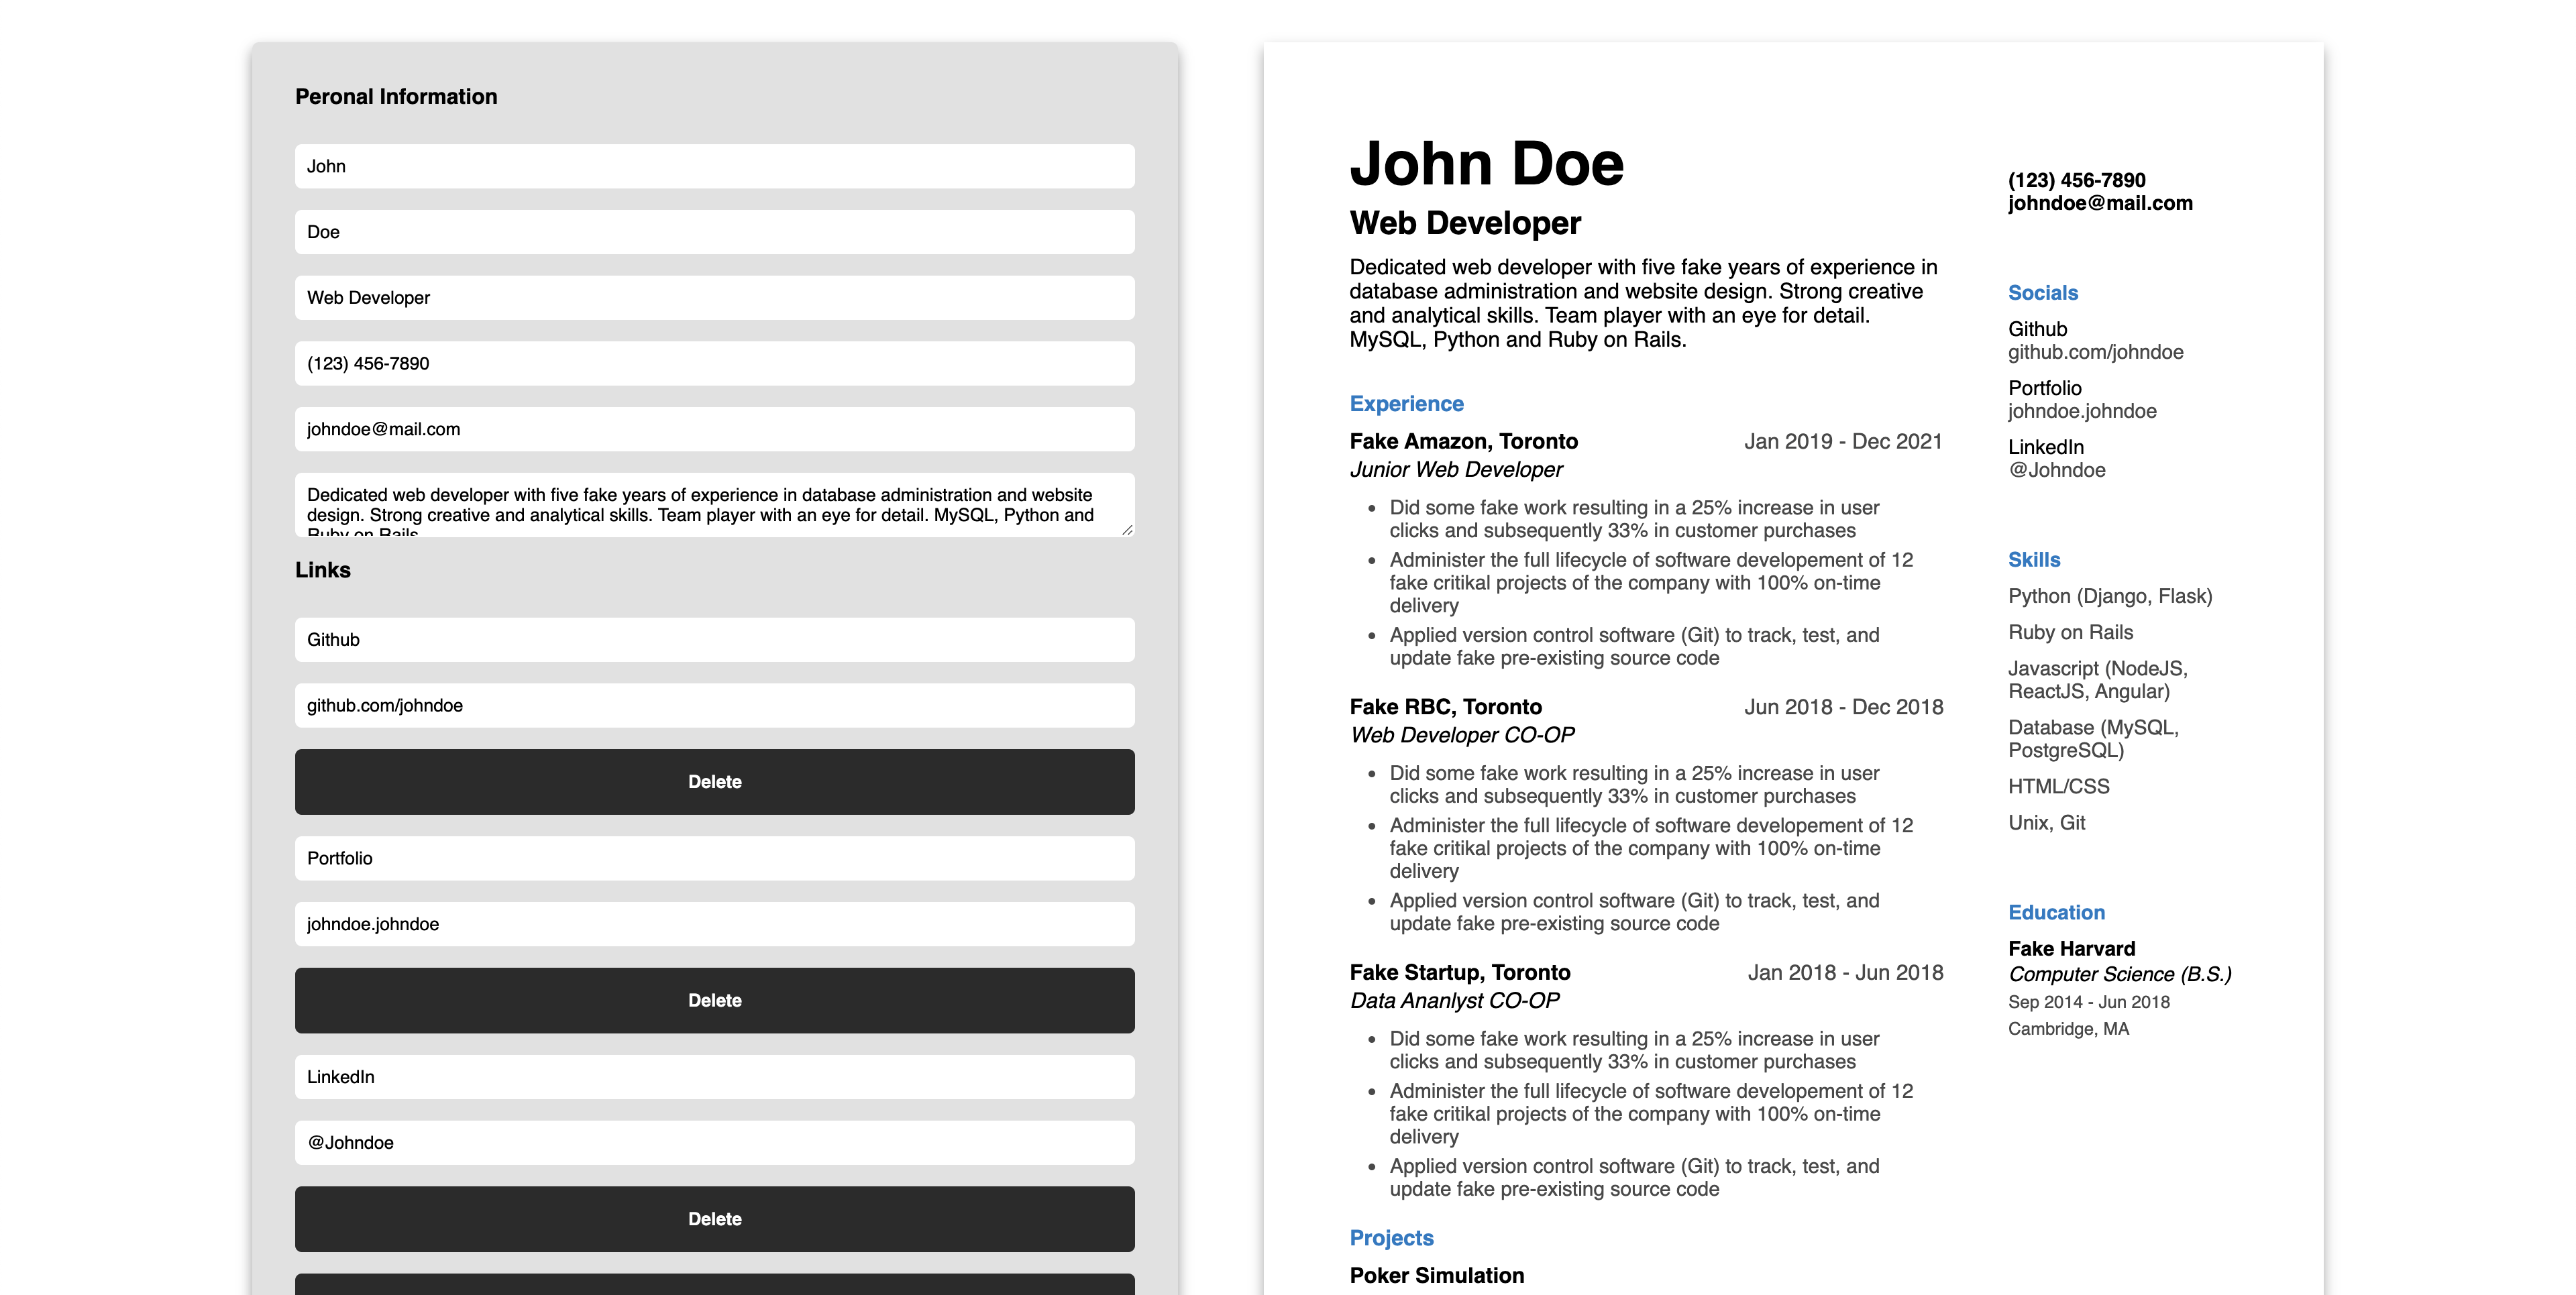 Peronal Information
John
Doe
Web Developer
(123) 456-7890
johndoe@mail.com
Dedicated web developer with five fake years of experience in database administration and website
design. Strong creative and analytical skills. Team player with an eye for detail. MySQL, Python and
Ruby on Rails.
Links
Github
github.com/johndoe
Delete
Portfolio
johndoe.johndoe
Delete
LinkedIn
@Johndoe
Delete
John Doe
Web Developer
Dedicated web developer with five fake years of experience in
database administration and website design. Strong creative
and analytical skills. Team player with an eye for detail.
MySQL, Python and Ruby on Rails.
Experience
Fake Amazon, Toronto Jan 2019 - Dec 2021
Junior Web Developer
• Did some fake work resulting in a 25% increase in user
clicks and subsequently 33% in customer purchases
• Administer the full lifecycle of software developement of 12
fake critikal projects of the company with 100% on-time
delivery
• Applied version control software (Git) to track, test, and
update fake pre-existing source code
Fake RBC, Toronto Jun 2018 - Dec 2018
Web Developer CO-OP
• Did some fake work resulting in a 25% increase in user
clicks and subsequently 33% in customer purchases
• Administer the full lifecycle of software developement of 12
fake critikal projects of the company with 100% on-time
delivery
• Applied version control software (Git) to track, test, and
update fake pre-existing source code
Fake Startup, Toronto Jan 2018 - Jun 2018
Data Ananlyst CO-OP
• Did some fake work resulting in a 25% increase in user
clicks and subsequently 33% in customer purchases
• Administer the full lifecycle of software developement of 12
fake critikal projects of the company with 100% on-time
delivery
• Applied version control software (Git) to track, test, and
update fake pre-existing source code
Projects
Poker Simulation
(123) 456-7890
johndoe@mail.com
Socials
Github
github.com/johndoe
Portfolio
johndoe.johndoe
LinkedIn
@Johndoe
Skills
Python (Django, Flask)
Ruby on Rails
Javascript (NodeJS,
ReactJS, Angular)
Database (MySQL,
PostgreSQL)
HTML/CSS
Unix, Git
Education
Fake Harvard
Computer Science (B.S.)
Sep 2014 - Jun 2018
Cambridge, MA